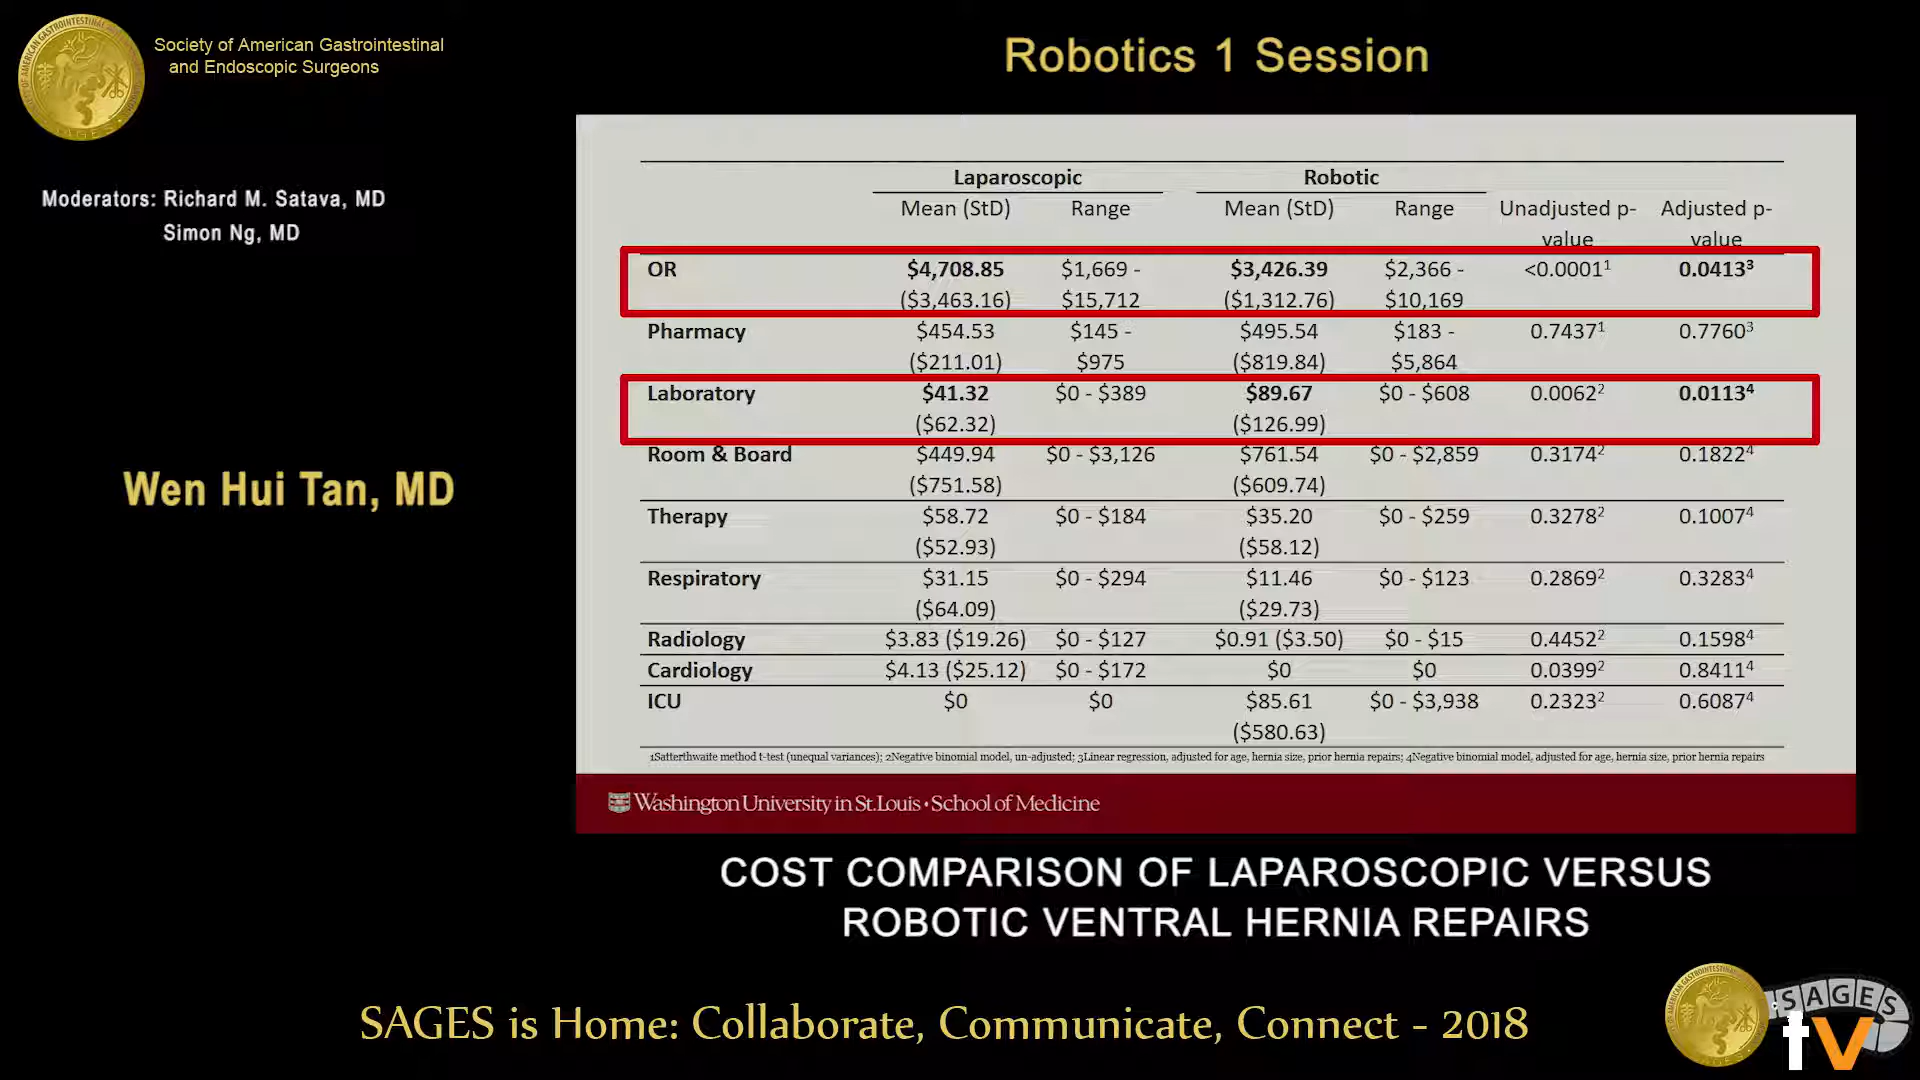 Society of American Gastrointestinal
and Endoscopic Surgeons
Robotics 1 Session
Moderators: Richard M. Satava, MD
Simon Ng, MD
Wen Hui Tan, MD
Laparoscopic Robotic
Mean (StD) Range Mean (StD) Range Unadjusted p- Adjusted p-
value value
OR $4,708.85 $1,669 - $3,426.39 $2,366 - <0.0001¹ 0.0413³
($3,463.16) $15,712 ($1,312.76) $10,169
Pharmacy $454.53 $145 - $495.54 $183 - 0.7437¹ 0.7760³
($211.01) $975 ($819.84) $5,864
Laboratory $41.32 $0 - $389 $89.67 $0 - $608 0.0062² 0.0113⁴
($62.32) ($126.99)
Room & Board $449.94 $0 - $3,126 $761.54 $0 - $2,859 0.3174² 0.1822⁴
($751.58) ($609.74)
Therapy $58.72 $0 - $184 $35.20 $0 - $259 0.3278² 0.1007⁴
($52.93) ($58.12)
Respiratory $31.15 $0 - $294 $11.46 $0 - $123 0.2869² 0.3283⁴
($64.09) ($29.73)
Radiology $3.83 ($19.26) $0 - $127 $0.91 ($3.50) $0 - $15 0.4452² 0.1598⁴
Cardiology $4.13 ($25.12) $0 - $172 $0 $0 0.0399² 0.8411⁴
ICU $0 $0 $85.61 $0 - $3,938 0.2323² 0.6087⁴
($580.63)
1Satterthwaite method t-test (unequal variances); 2Negative binomial model, un-adjusted; 3Linear regression, adjusted for age, hernia size, prior hernia repairs; 4Negative binomial model, adjusted for age, hernia size, prior hernia repairs
Washington University in St. Louis • School of Medicine
COST COMPARISON OF LAPAROSCOPIC VERSUS
ROBOTIC VENTRAL HERNIA REPAIRS
SAGES is Home: Collaborate, Communicate, Connect - 2018
SAGES
tv